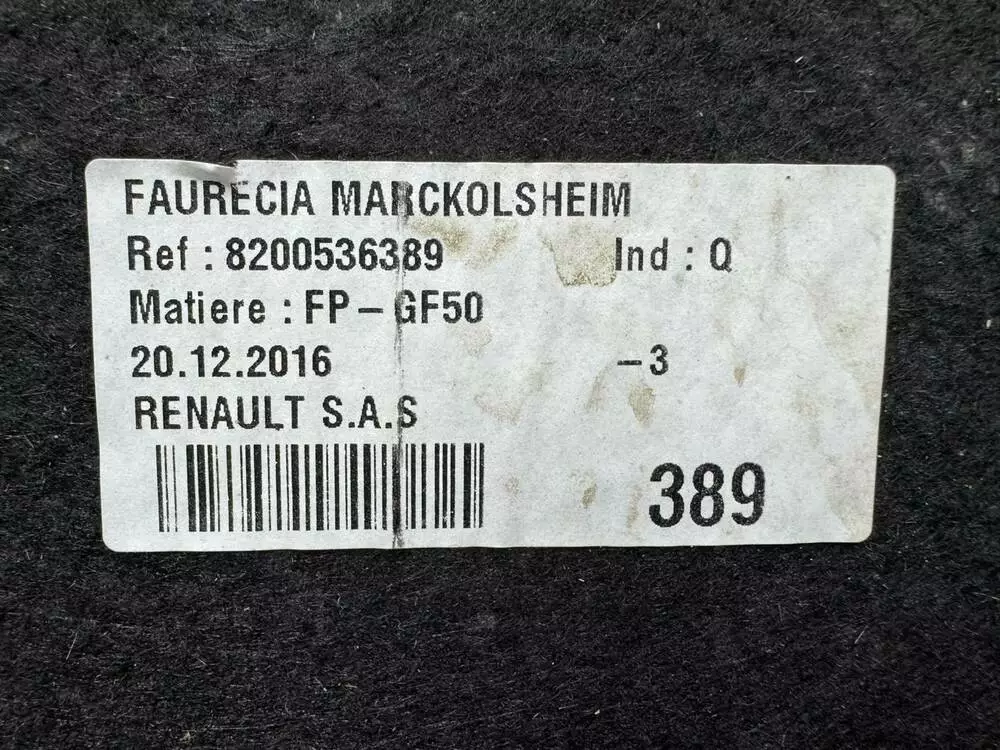 FAURECIA MARCKOLSHEIM
Ref : 8200536389 Ind : Q
Matiere : FP-GF50
20.12.2016 -3
RENAULT S.A.S
389